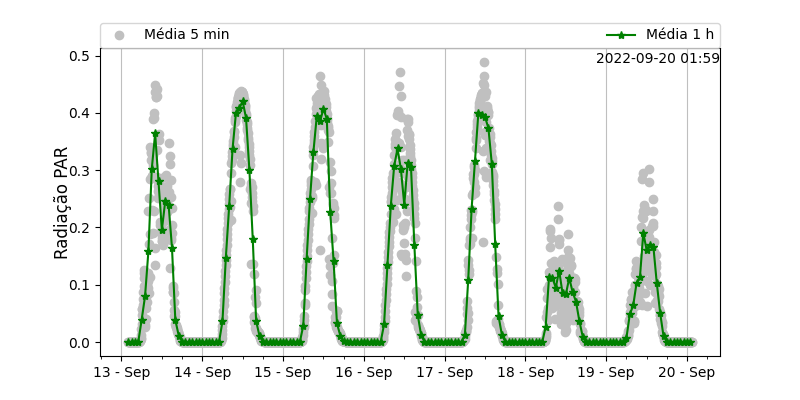 Média 5 min
Média 1 h
2022-09-20 01:59
Radiação PAR
0.5
0.4
0.3
0.2
0.1
0.0
13 - Sep
14 - Sep
15 - Sep
16 - Sep
17 - Sep
18 - Sep
19 - Sep
20 - Sep